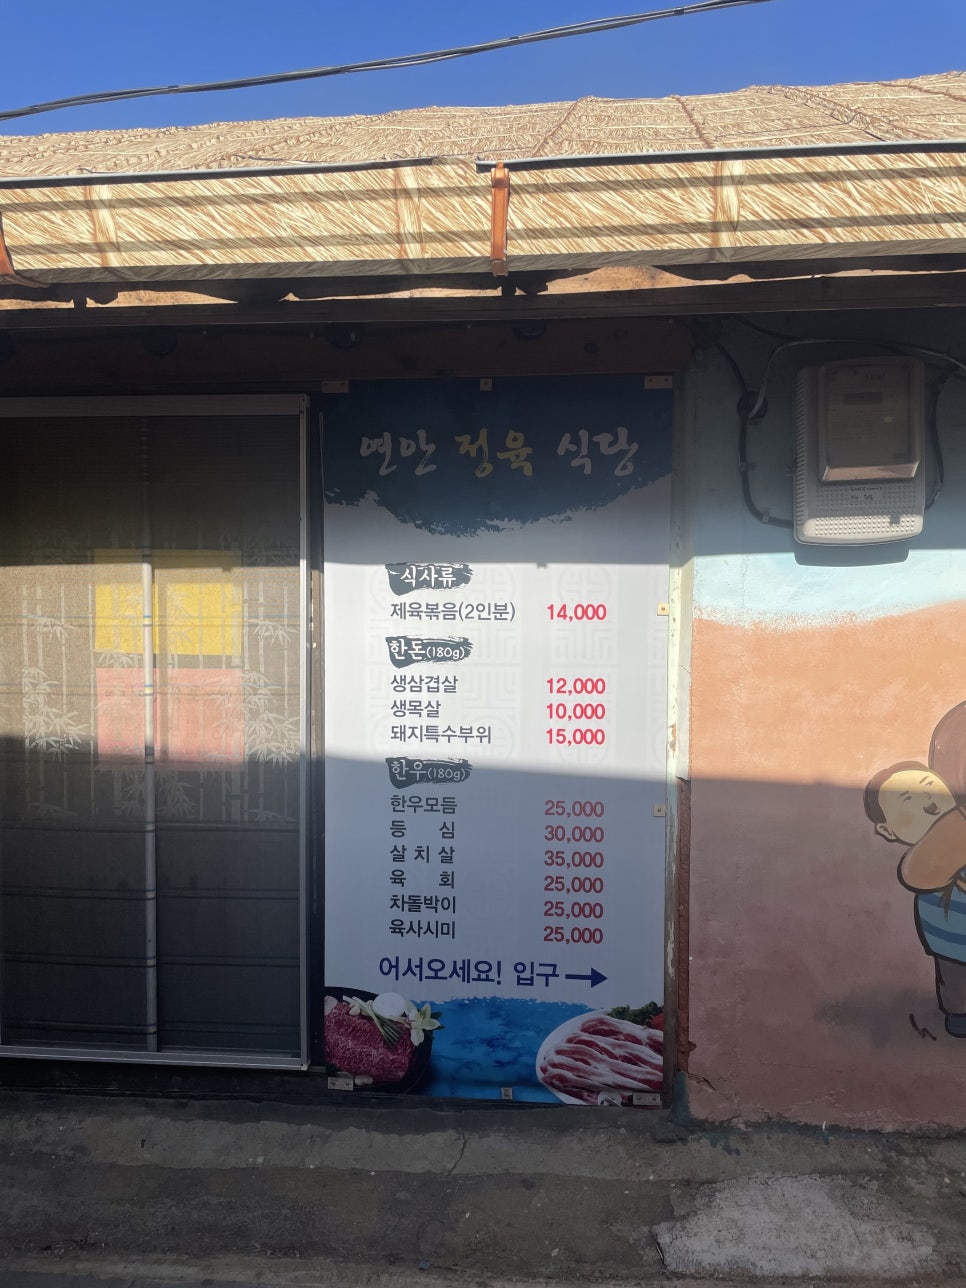 연안 정육 식당
식사류
제육볶음(2인분) 14,000
한돈(180g)
생삼겹살 12,000
생목살 10,000
돼지특수부위 15,000
한우(180g)
한우모듬 25,000
등 심 30,000
살 치 살 35,000
육 회 25,000
차돌박이 25,000
육사시미 25,000
어서오세요! 입구→